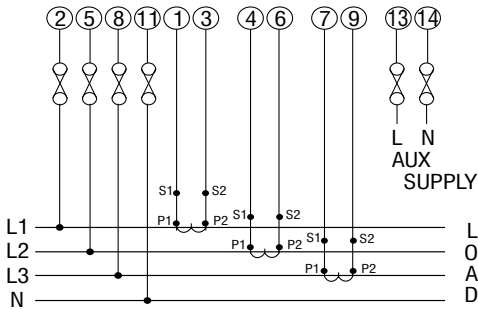 2 5 8 11 1 3 4 6 7 9 13 14
L N
AUX
SUPPLY
S1 S2
L1 P1 P2 S1 S2 L
L2 P1 P2 S1 S2 O
L3 P1 P2 A
N D